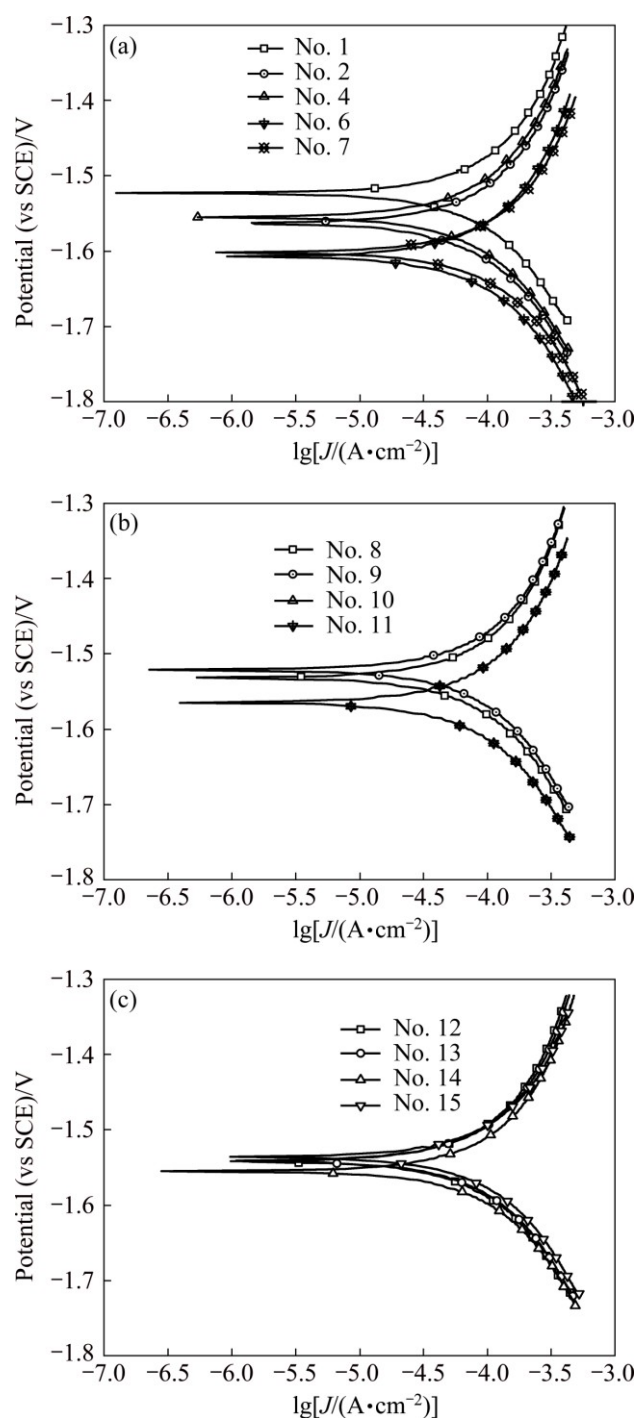 (a)
No. 1
No. 2
No. 4
No. 6
No. 7
Potential (vs SCE)/V
−1.3
−1.4
−1.5
−1.6
−1.7
−1.8
−7.0 −6.5 −6.0 −5.5 −5.0 −4.5 −4.0 −3.5 −3.0
lg[J/(A•cm⁻²)]
(b)
No. 8
No. 9
No. 10
No. 11
Potential (vs SCE)/V
−1.3
−1.4
−1.5
−1.6
−1.7
−1.8
−7.0 −6.5 −6.0 −5.5 −5.0 −4.5 −4.0 −3.5 −3.0
lg[J/(A•cm⁻²)]
(c)
No. 12
No. 13
No. 14
No. 15
Potential (vs SCE)/V
−1.3
−1.4
−1.5
−1.6
−1.7
−1.8
−7.0 −6.5 −6.0 −5.5 −5.0 −4.5 −4.0 −3.5 −3.0
lg[J/(A•cm⁻²)]